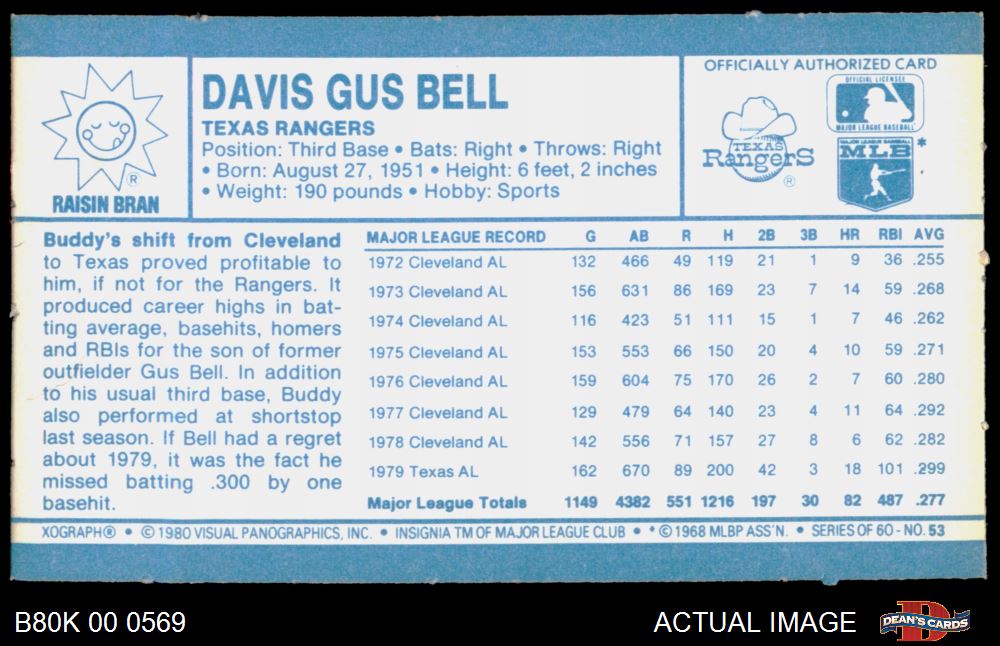 RAISIN BRAN
®
DAVIS GUS BELL
TEXAS RANGERS
Position: Third Base • Bats: Right • Throws: Right
• Born: August 27, 1951 • Height: 6 feet, 2 inches
• Weight: 190 pounds • Hobby: Sports
OFFICIALLY AUTHORIZED CARD
TEXAS
RangerS
®
OFFICIAL LICENSEE
MAJOR LEAGUE BASEBALL
MAJOR LEAGUE BASEBALL
MLB *
Buddy's shift from Cleveland
to Texas proved profitable to
him, if not for the Rangers. It
produced career highs in bat-
ting average, basehits, homers
and RBIs for the son of former
outfielder Gus Bell. In addition
to his usual third base, Buddy
also performed at shortstop
last season. If Bell had a regret
about 1979, it was the fact he
missed batting .300 by one
basehit.
MAJOR LEAGUE RECORD G AB R H 2B 3B HR RBI AVG
1972 Cleveland AL 132 466 49 119 21 1 9 36 .255
1973 Cleveland AL 156 631 86 169 23 7 14 59 .268
1974 Cleveland AL 116 423 51 111 15 1 7 46 .262
1975 Cleveland AL 153 553 66 150 20 4 10 59 .271
1976 Cleveland AL 159 604 75 170 26 2 7 60 .280
1977 Cleveland AL 129 479 64 140 23 4 11 64 .292
1978 Cleveland AL 142 556 71 157 27 8 6 62 .282
1979 Texas AL 162 670 89 200 42 3 18 101 .299
Major League Totals 1149 4382 551 1216 197 30 82 487 .277
XOGRAPH® • © 1980 VISUAL PANOGRAPHICS, INC. • INSIGNIA TM OF MAJOR LEAGUE CLUB • * © 1968 MLBP ASS'N. • SERIES OF 60 - NO. 53
B80K 00 0569
ACTUAL IMAGE
DEAN'S CARDS